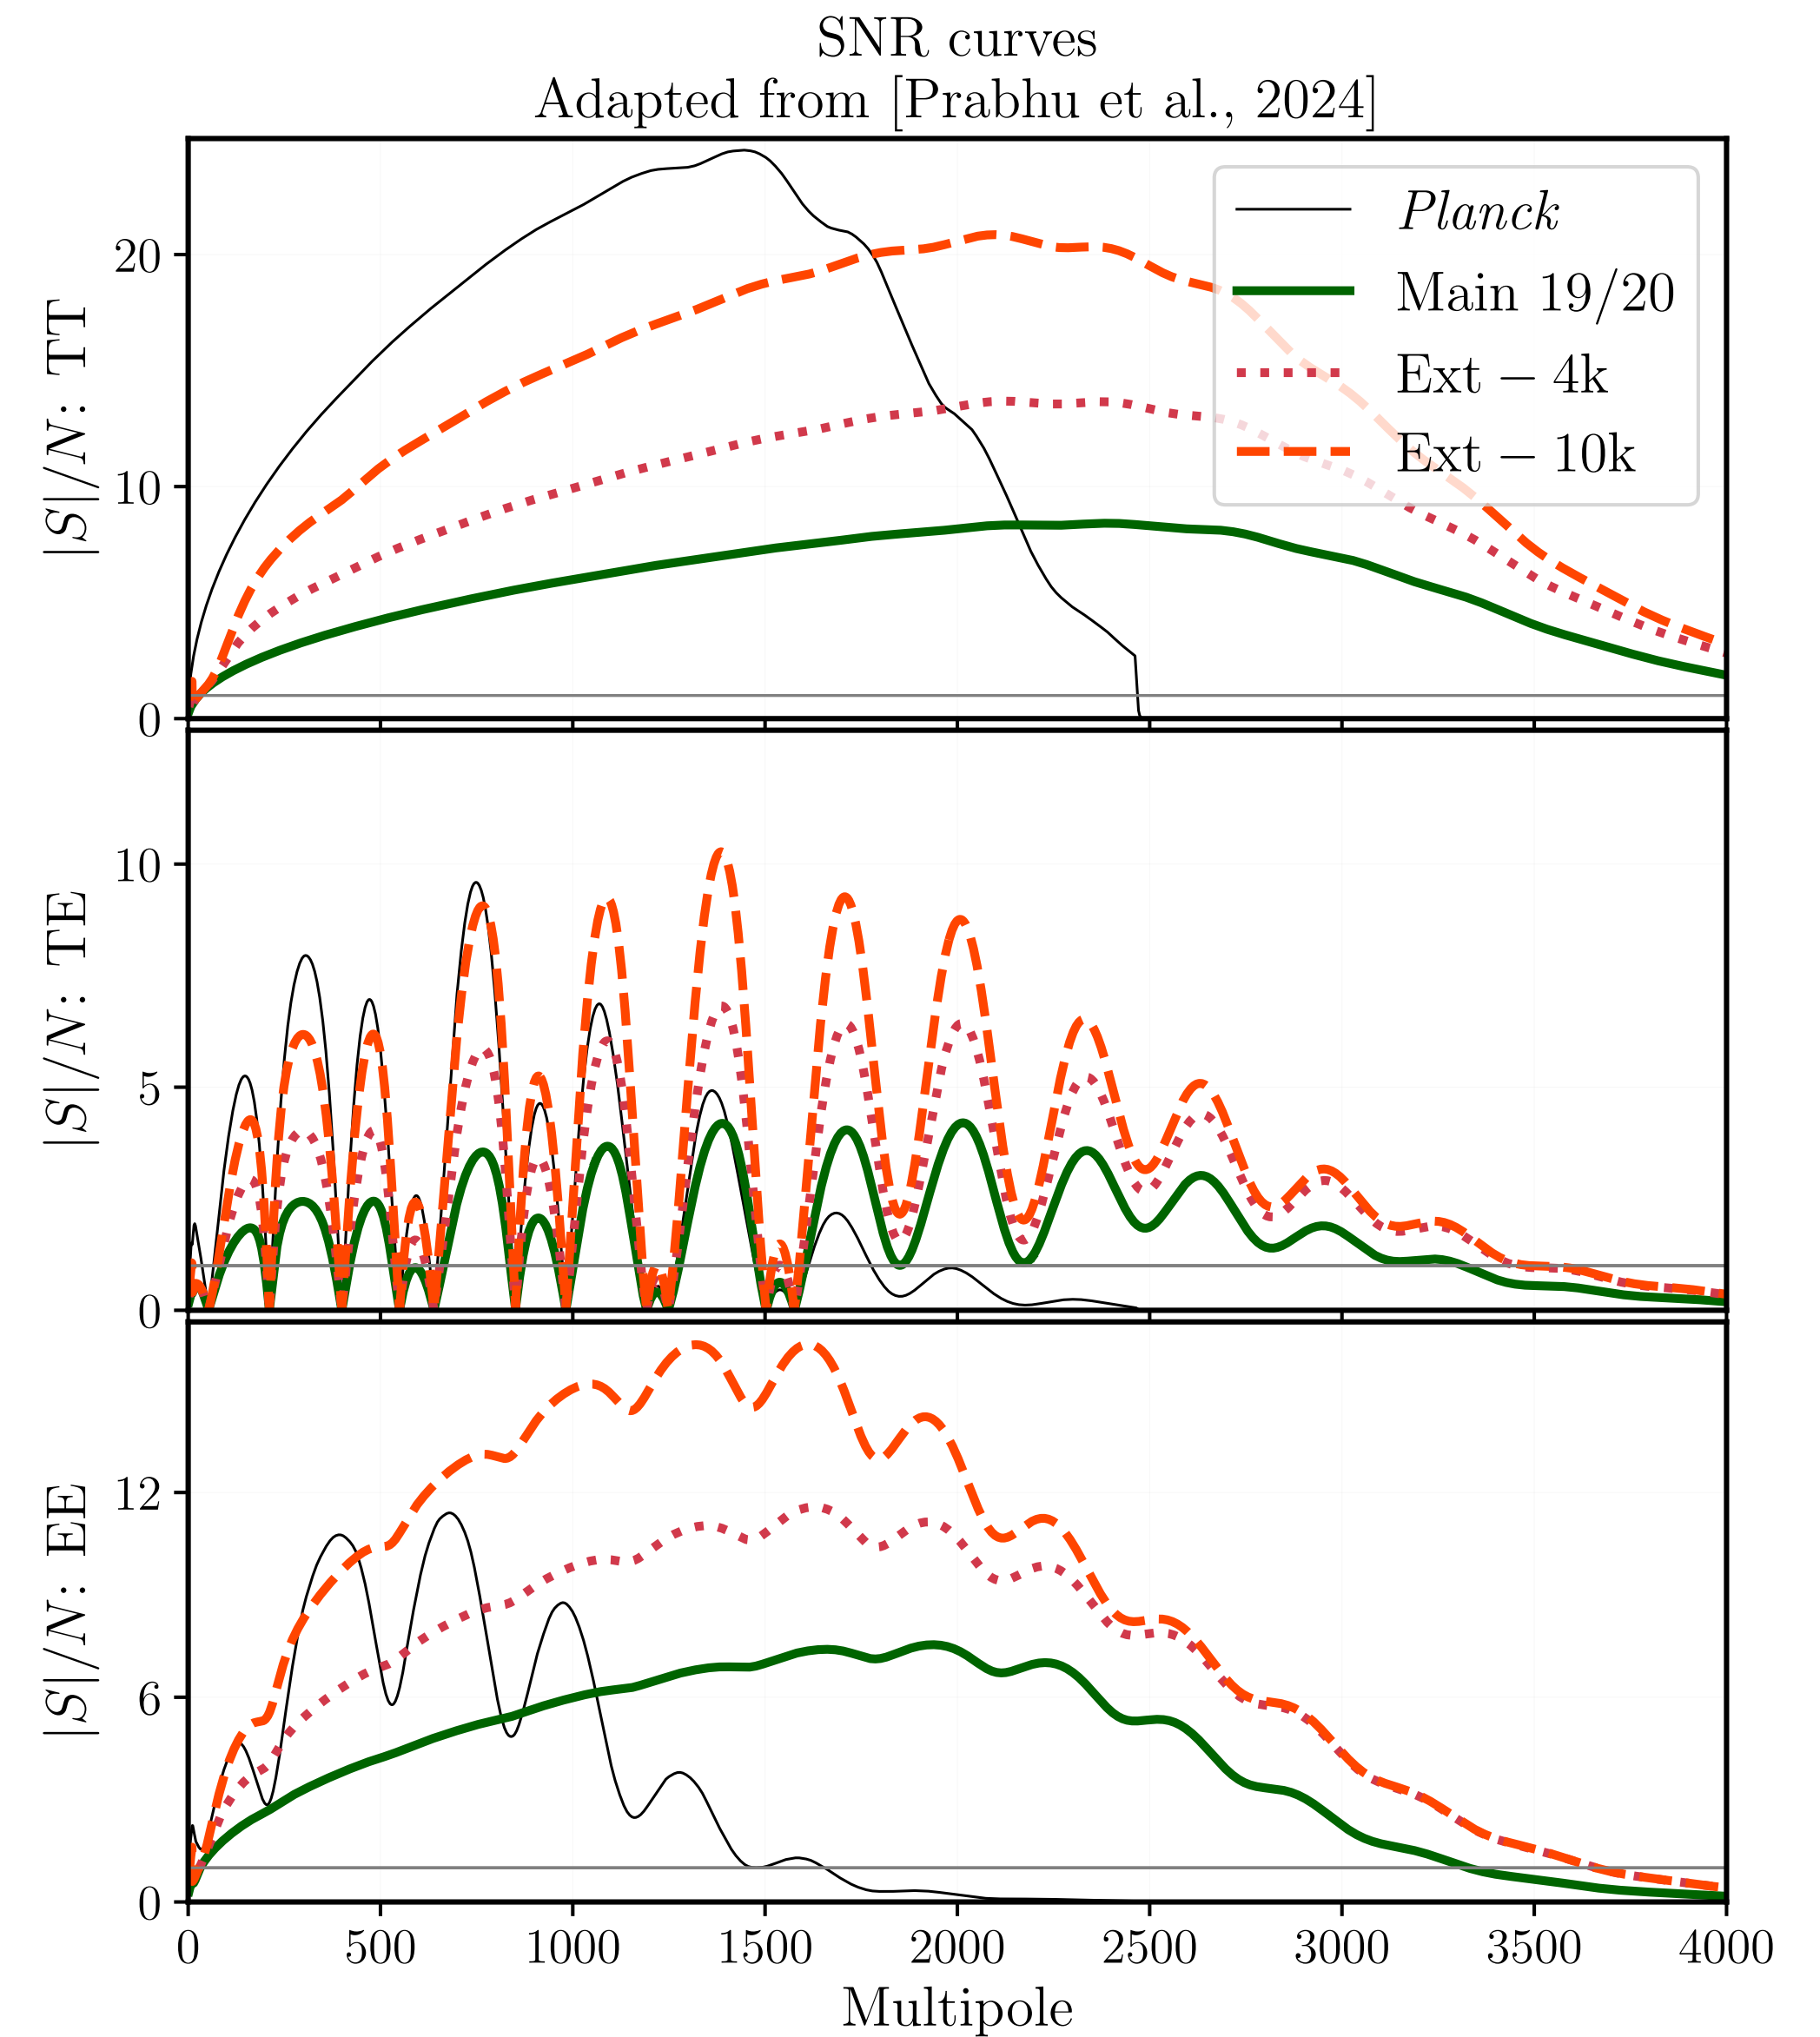 SNR curves
Adapted from [Prabhu et al., 2024]
Planck
Main 19/20
Ext − 4k
Ext − 10k
|S|/N: TT
20
10
0
|S|/N: TE
10
5
0
|S|/N: EE
12
6
0
0 500 1000 1500 2000 2500 3000 3500 4000
Multipole